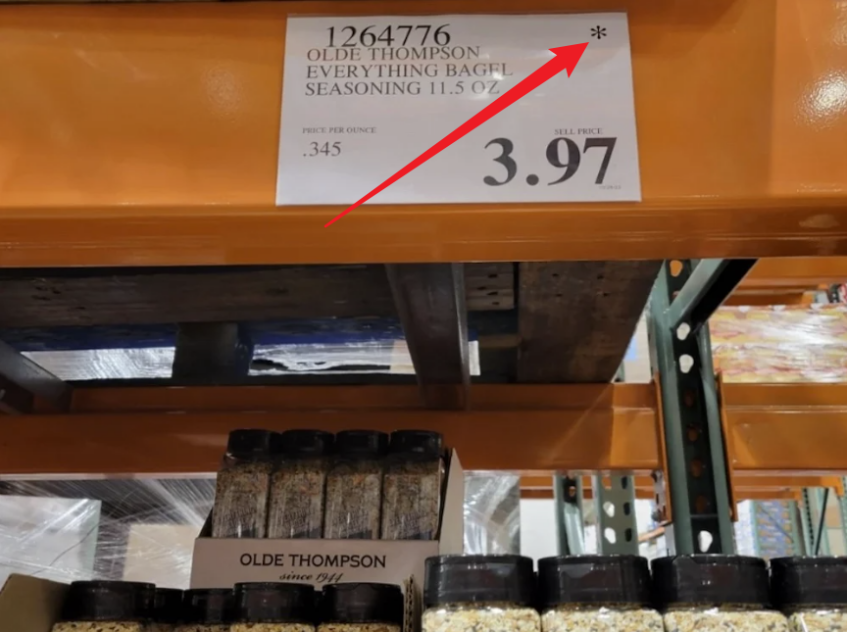 1264776 *
OLDE THOMPSON
EVERYTHING BAGEL
SEASONING 11.5 OZ
PRICE PER OUNCE
.345
SELL PRICE
3.97
OLDE THOMPSON
since 1944